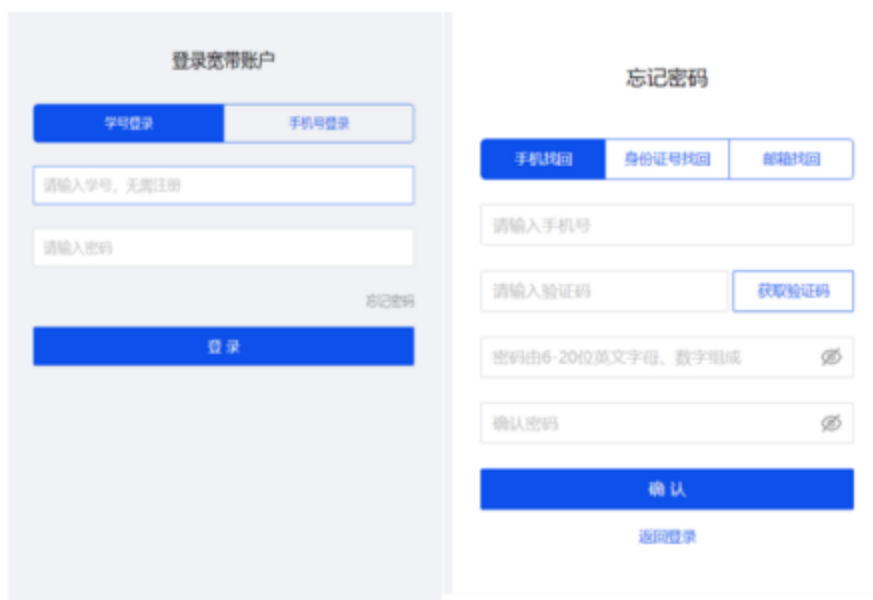 登录宽带账户
学号登录 手机号登录
请输入学号，无需注册
请输入密码
忘记密码
登 录
忘记密码
手机找回 身份证号找回 邮箱找回
请输入手机号
请输入验证码 获取验证码
密码由6-20位英文字母、数字组成
确认密码
确 认
返回登录